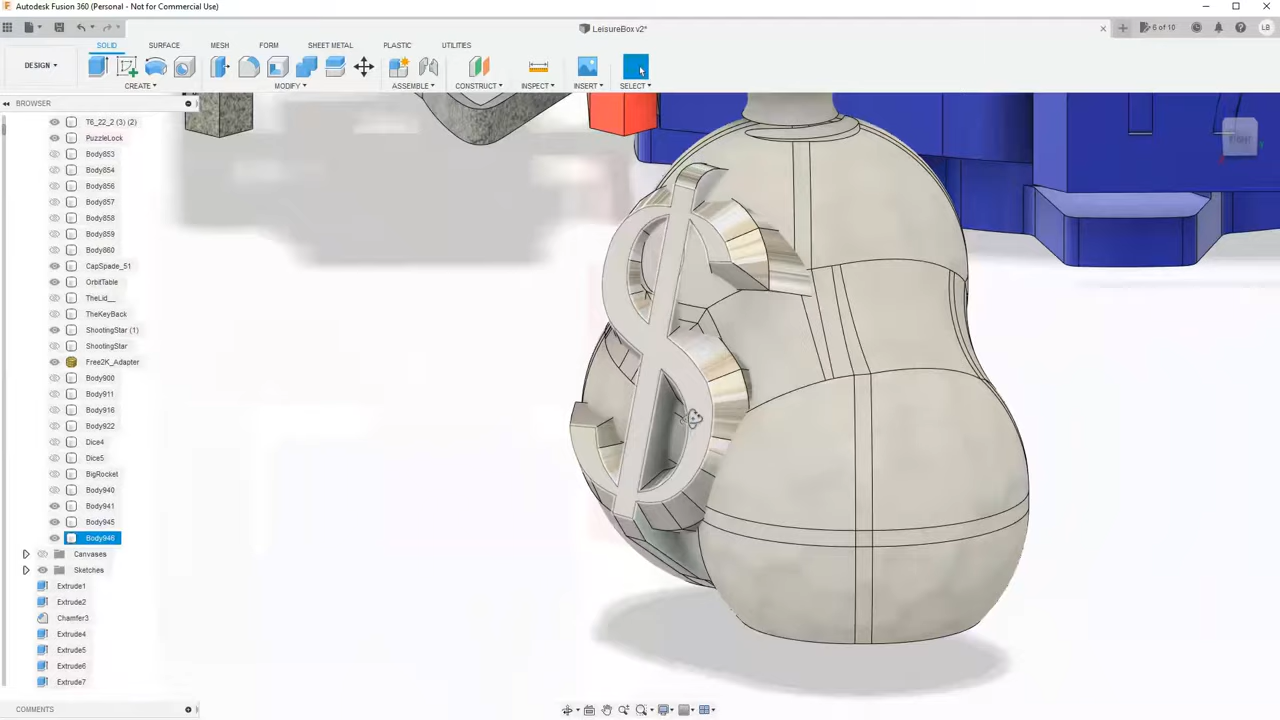 Autodesk Fusion 360 (Personal - Not for Commercial Use)
LeisureBox v2*
6 of 10
LB
SOLID SURFACE MESH FORM SHEET METAL PLASTIC UTILITIES
DESIGN
CREATE MODIFY ASSEMBLE CONSTRUCT INSPECT INSERT SELECT
BROWSER
T6_22_2 (3) (2)
PuzzleLock
Body853
Body854
Body856
Body857
Body858
Body859
Body860
CapSpade_51
OrbitTable
TheLid__
TheKeyBack
ShootingStar (1)
ShootingStar
Free2K_Adapter
Body900
Body911
Body916
Body922
Dice4
Dice5
BigRocket
Body940
Body941
Body945
Body946
Canvases
Sketches
Extrude1
Extrude2
Chamfer3
Extrude4
Extrude5
Extrude6
Extrude7
COMMENTS
RIGHT
$